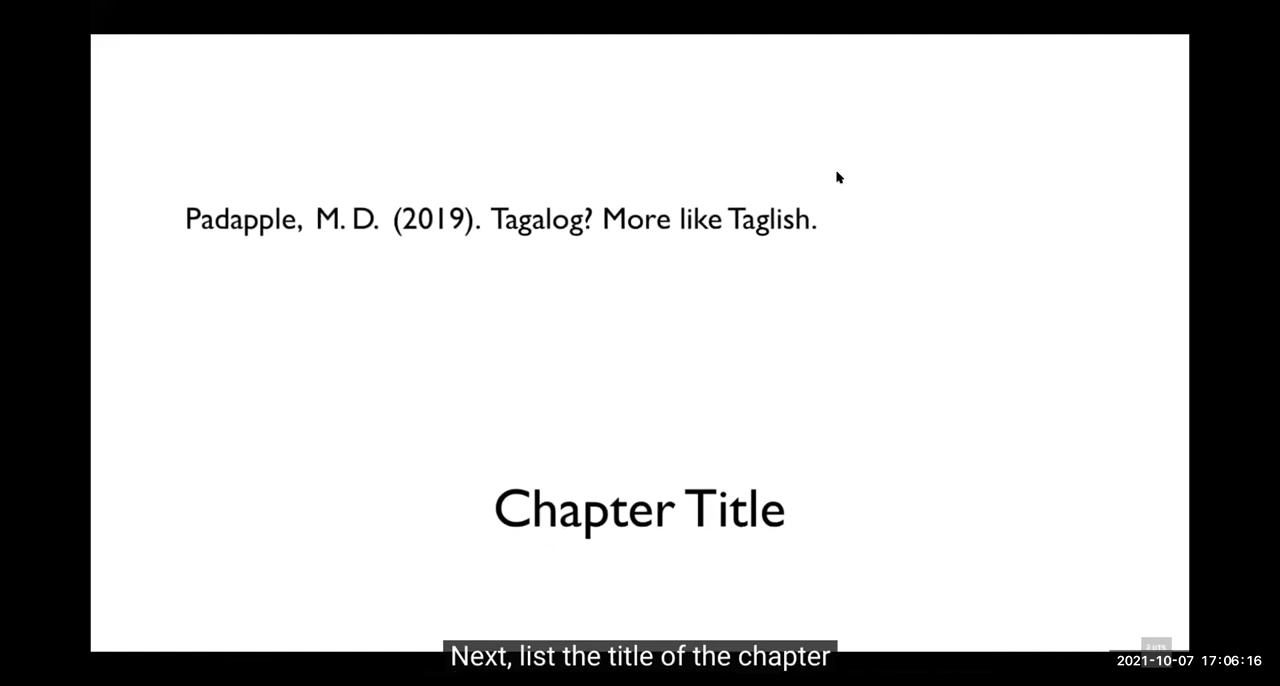 Padapple, M. D. (2019). Tagalog? More like Taglish.
Chapter Title
Next, list the title of the chapter
2021-10-07 17:06:16